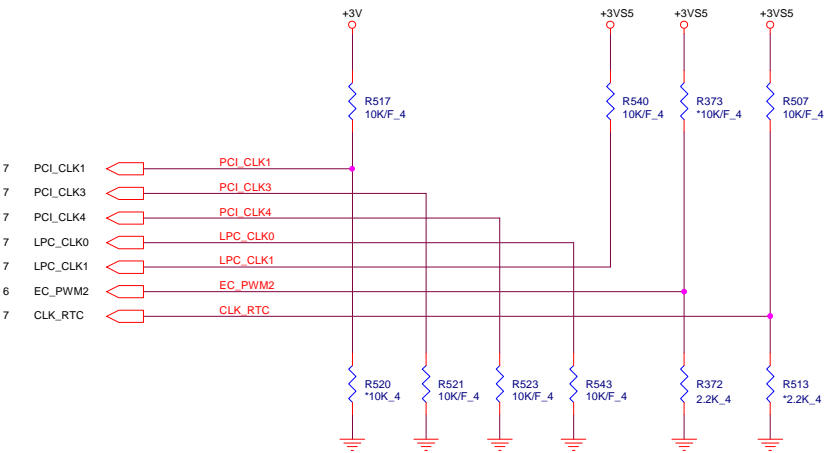 +3V +3VS5 +3VS5 +3VS5
R517 R540 R373 R507
10K/F_4 10K/F_4 *10K/F_4 10K/F_4
7 PCI_CLK1 PCI_CLK1
7 PCI_CLK3 PCI_CLK3
7 PCI_CLK4 PCI_CLK4
7 LPC_CLK0 LPC_CLK0
7 LPC_CLK1 LPC_CLK1
6 EC_PWM2 EC_PWM2
7 CLK_RTC CLK_RTC
R520 R521 R523 R543 R372 R513
*10K_4 10K/F_4 10K/F_4 10K/F_4 2.2K_4 *2.2K_4